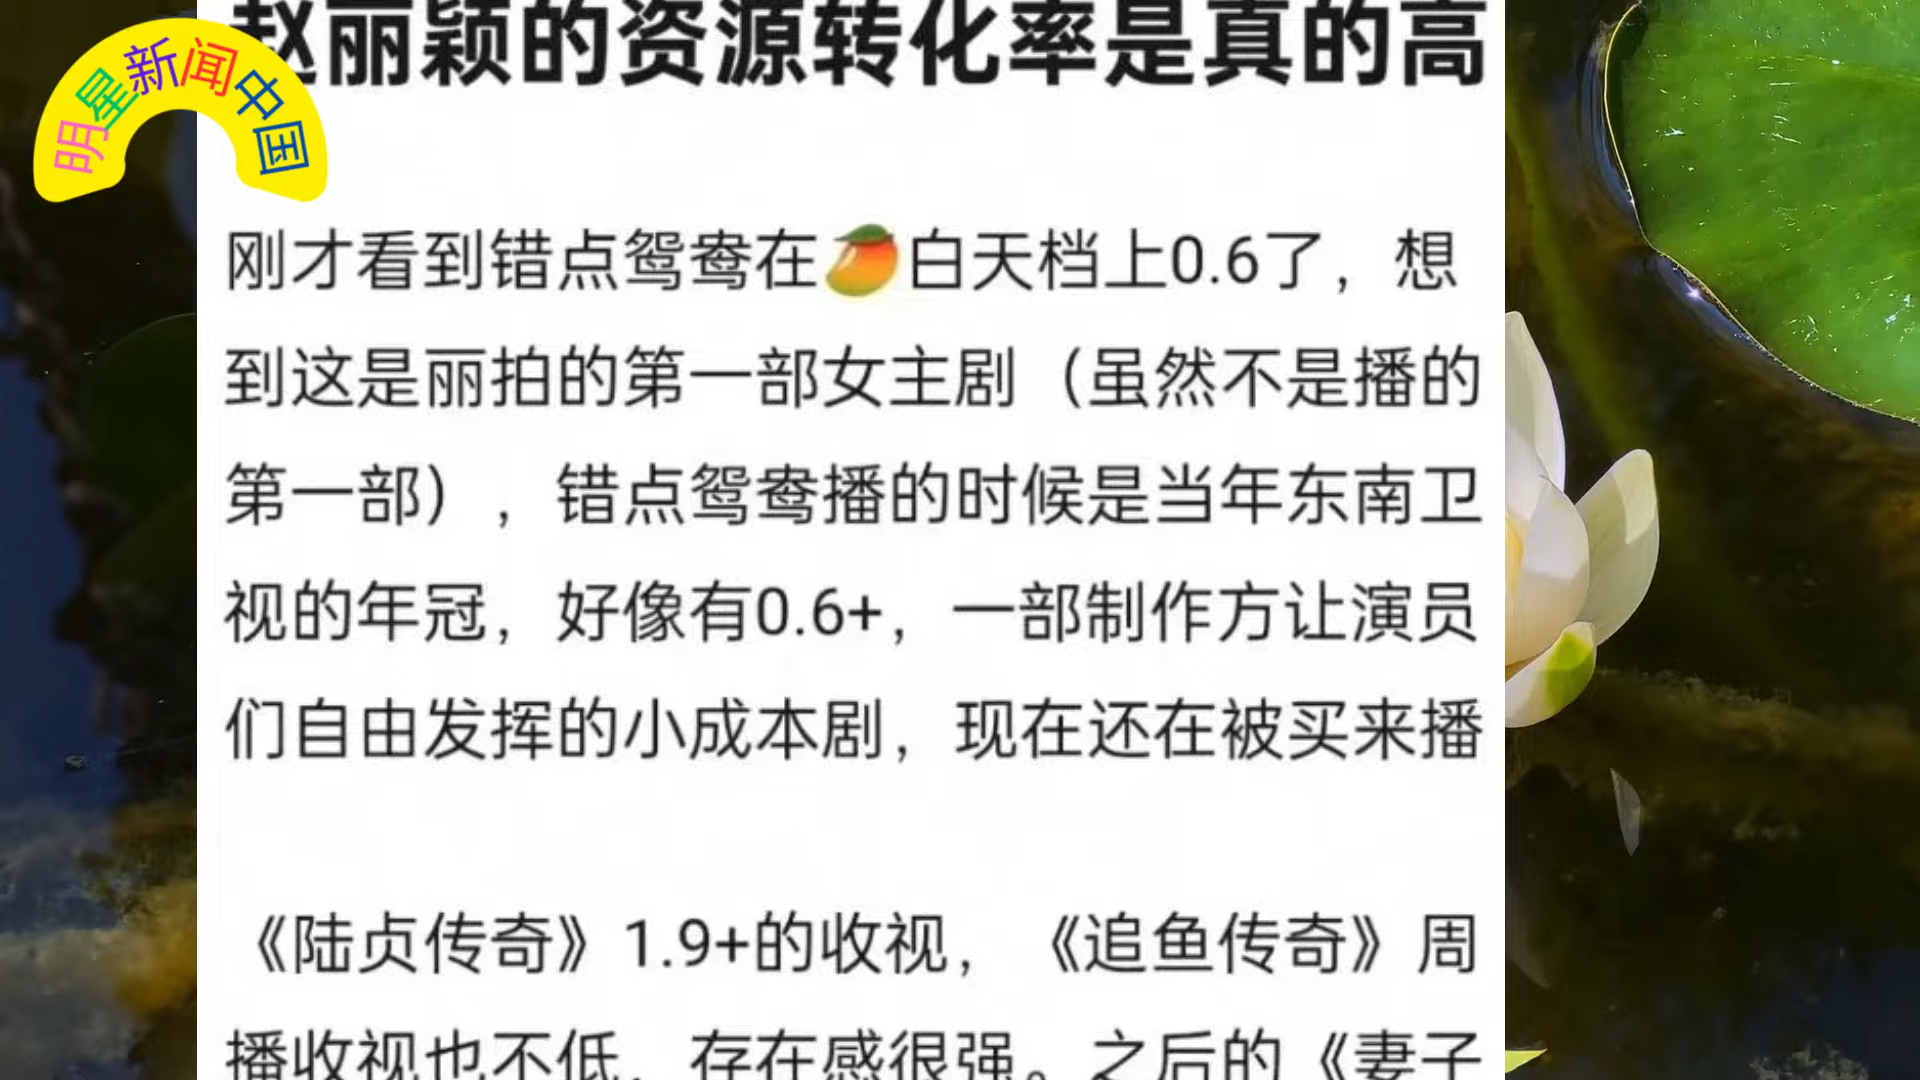 赵丽颖的资源转化率是真的高
明星新闻中国
刚才看到错点鸳鸯在🥭白天档上0.6了，想
到这是丽拍的第一部女主剧（虽然不是播的
第一部），错点鸳鸯播的时候是当年东南卫
视的年冠，好像有0.6+，一部制作方让演员
们自由发挥的小成本剧，现在还在被买来播
《陆贞传奇》1.9+的收视，《追鱼传奇》周
播收视也不低，存在感很强。之后的《妻子